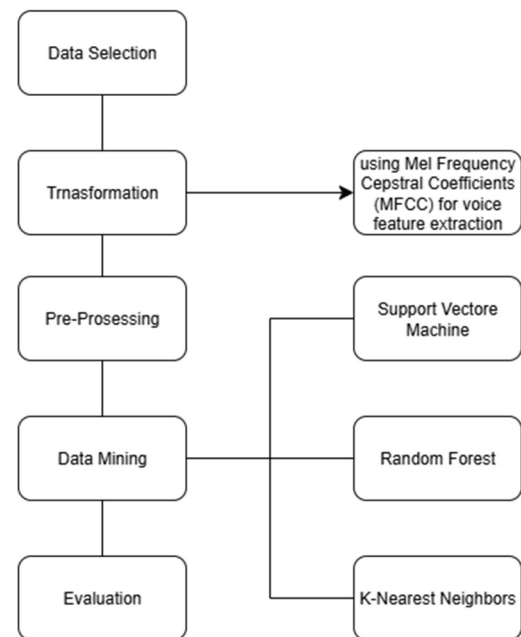 Data Selection
Trnasformation
using Mel Frequency
Cepstral Coefficients
(MFCC) for voice
feature extraction
Pre-Prosessing
Support Vectore
Machine
Data Mining
Random Forest
Evaluation
K-Nearest Neighbors